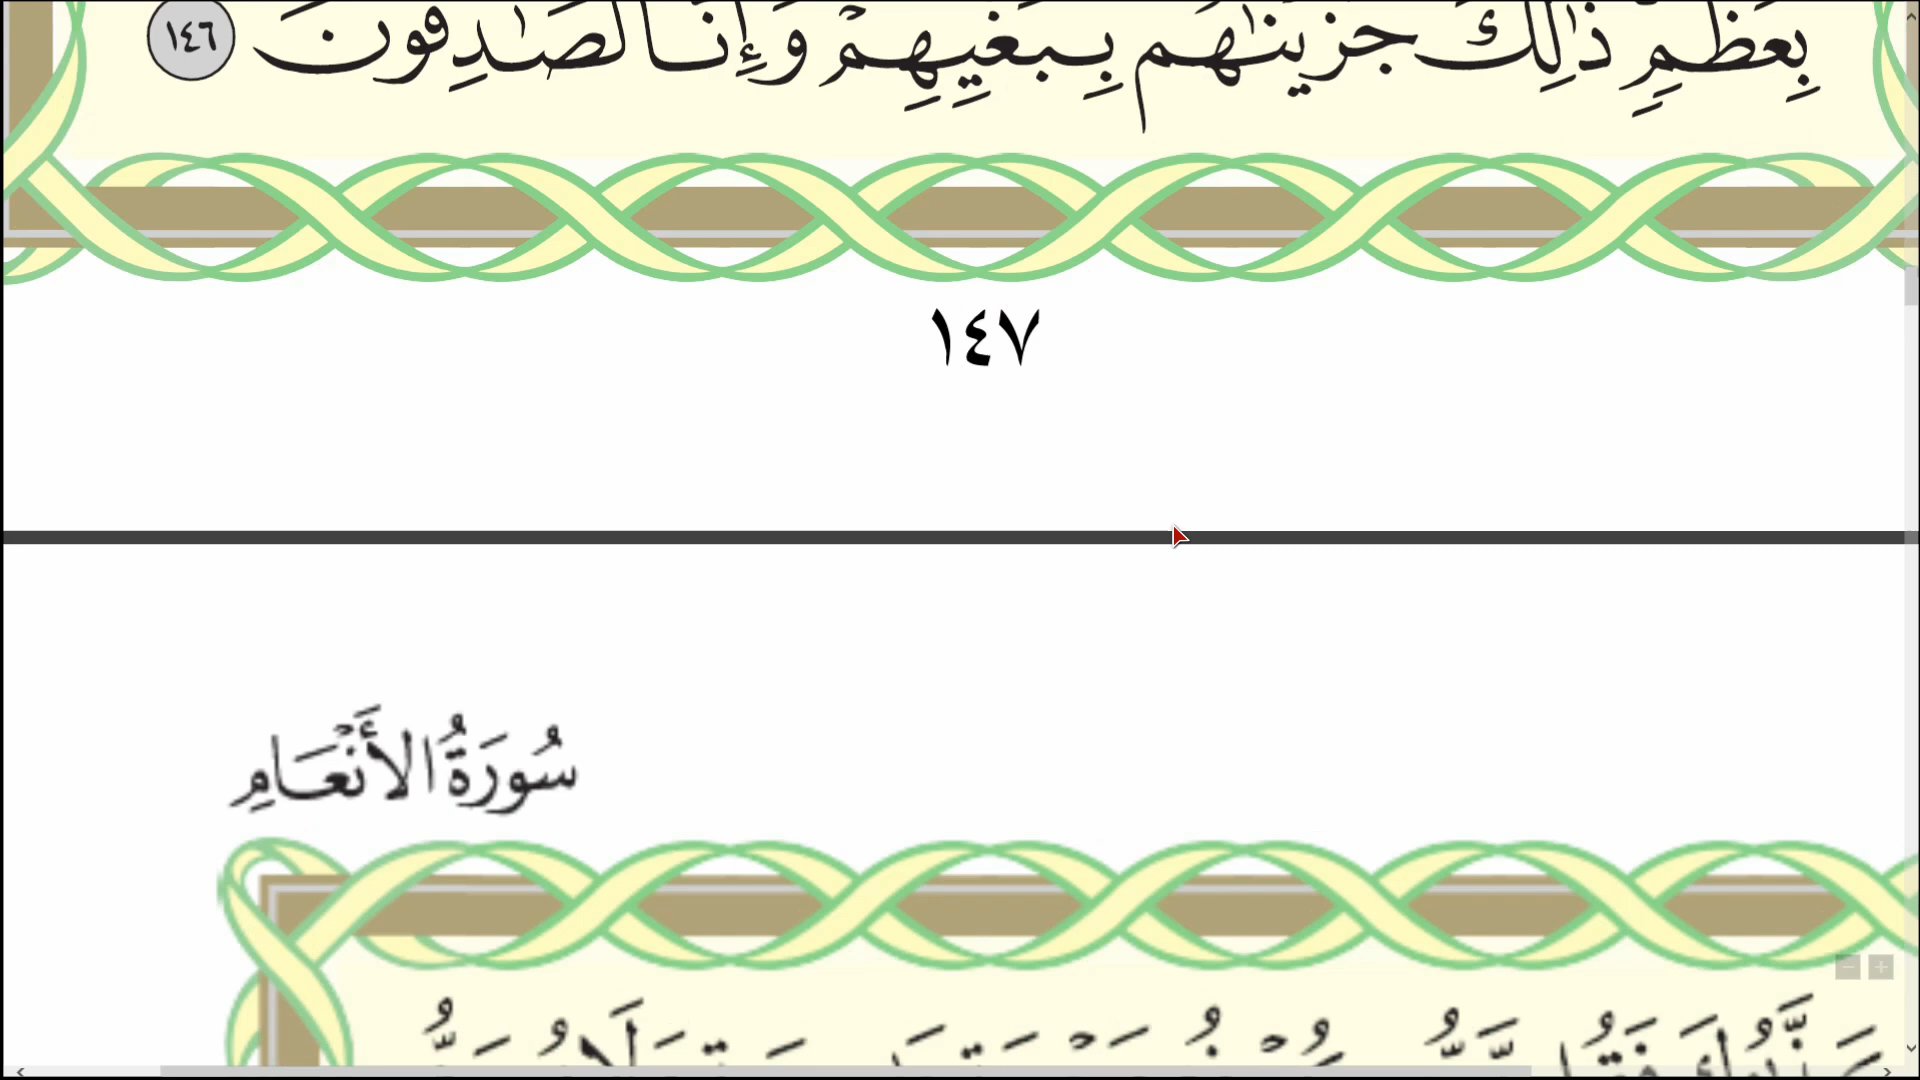 بِعَظْمٍ ذَٰلِكَ جَزَيْنَٰهُم بِبَغْيِهِمْ وَإِنَّا لَصَٰدِقُونَ ١٤٦
١٤٧
سُورَةُ الأَنْعَامِ